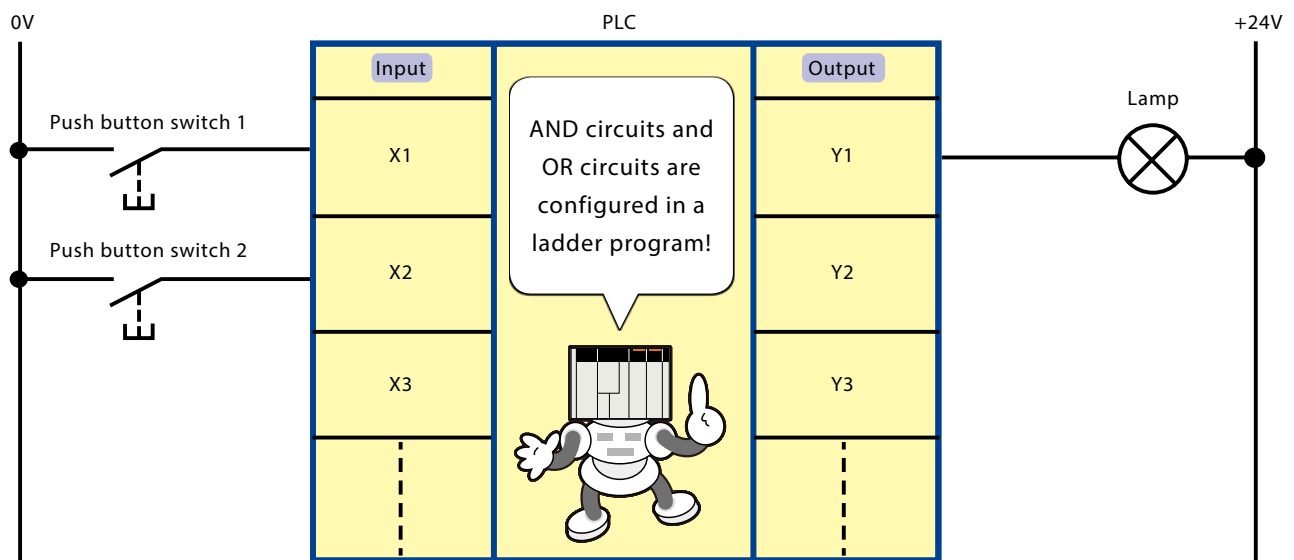 0V
PLC
+24V
Input
Output
Lamp
Push button switch 1
AND circuits and
OR circuits are
configured in a
ladder program!
X1
Y1
Push button switch 2
X2
Y2
X3
Y3